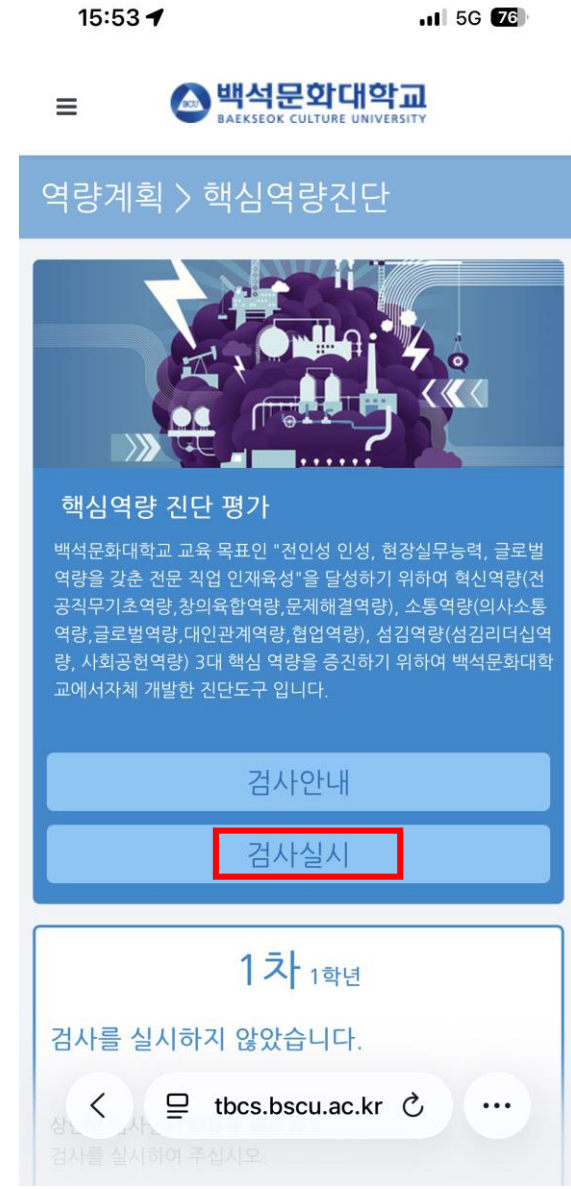 15:53
5G 76
BCU 백석문화대학교
BAEKSEOK CULTURE UNIVERSITY
역량계획 > 핵심역량진단
핵심역량 진단 평가
백석문화대학교 교육 목표인 "전인성 인성, 현장실무능력, 글로벌
역량을 갖춘 전문 직업 인재육성"을 달성하기 위하여 혁신역량(전
공직무기초역량,창의육합역량,문제해결역량), 소통역량(의사소통
역량,글로벌역량,대인관계역량,협업역량), 섬김역량(섬김리더십역
량, 사회공헌역량) 3대 핵심 역량을 증진하기 위하여 백석문화대학
교에서자체 개발한 진단도구 입니다.
검사안내
검사실시
1차 1학년
검사를 실시하지 않았습니다.
tbcs.bscu.ac.kr
검사를 실시하여 주십시오.